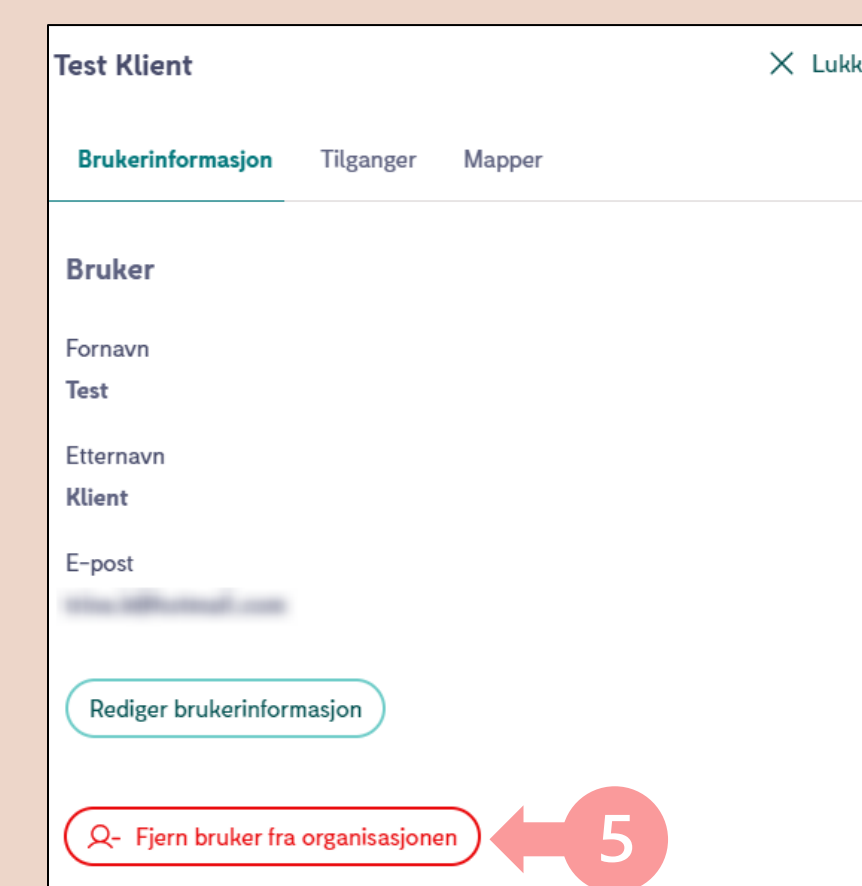 Test Klient
Lukk
Brukerinformasjon Tilganger Mapper
Bruker
Fornavn
Test
Etternavn
Klient
E-post
Rediger brukerinformasjon
Fjern bruker fra organisasjonen
5